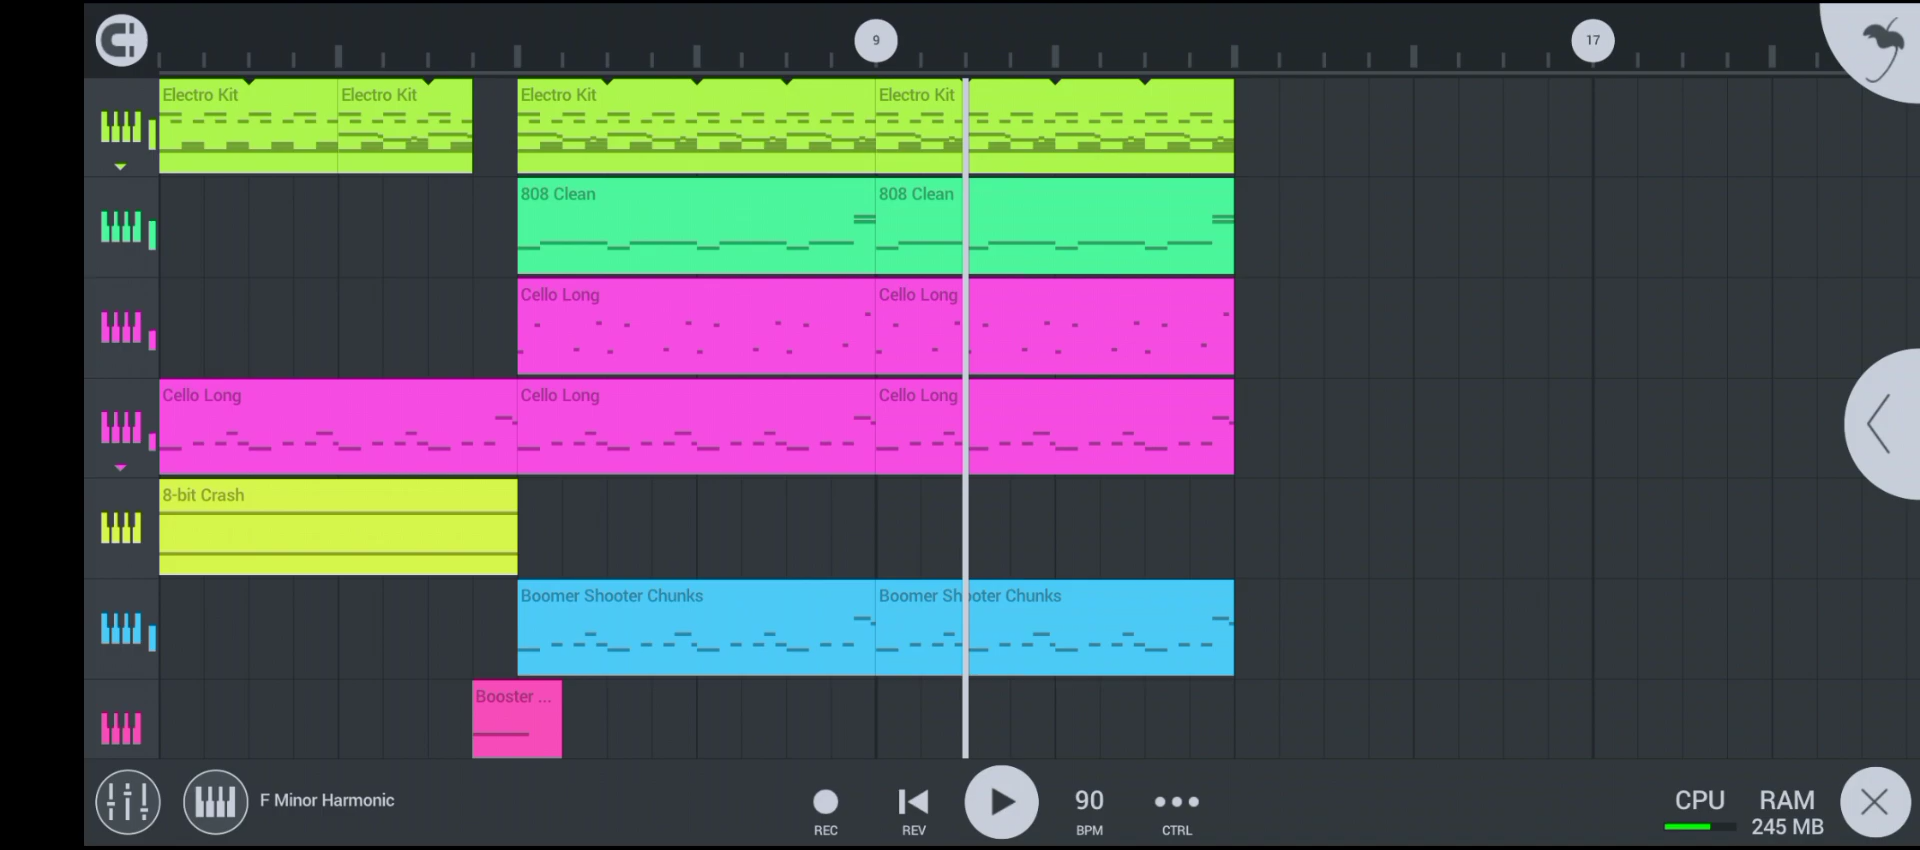 9
17
Electro Kit
Electro Kit
Electro Kit
Electro Kit
808 Clean
808 Clean
Cello Long
Cello Long
Cello Long
Cello Long
Cello Long
8-bit Crash
Boomer Shooter Chunks
Boomer Shooter Chunks
Booster ...
F Minor Harmonic
REC
REV
90
BPM
CTRL
CPU
RAM
245 MB